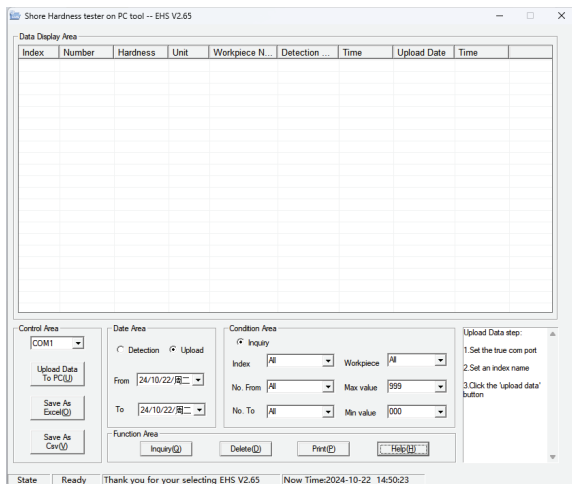 Shore Hardness tester on PC tool -- EHS V2.65
Data Display Area
Index Number Hardness Unit Workpiece N... Detection ... Time Upload Date Time
Control Area
COM1
Upload Data
To PC(U)
Save As
Excel(O)
Save As
Csv(V)
Date Area
Detection Upload
From 24/10/22/周二
To 24/10/22/周二
Condition Area
Inquiry
Index All Workpiece All
No. From All Max value 999
No. To All Min value 000
Function Area
Inquiry(Q) Delete(D) Print(P) Help(H)
Upload Data step:
1.Set the true com port
2.Set an index name
3.Click the 'upload data'
button
State Ready Thank you for your selecting EHS V2.65 Now Time:2024-10-22 14:50:23